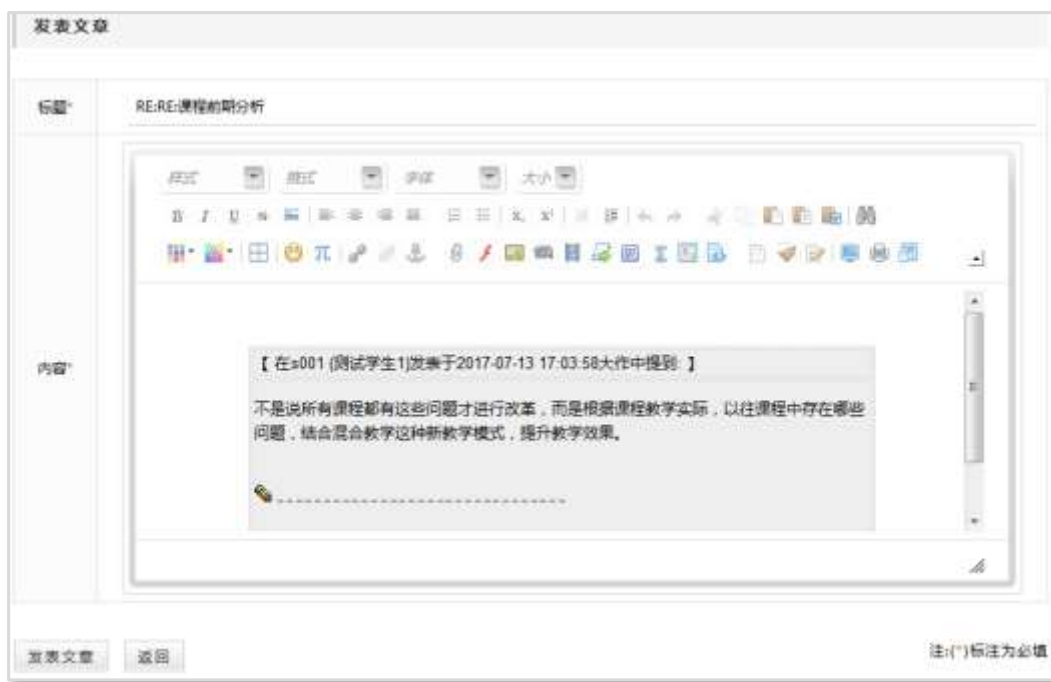 发表文章
标题*
RE:RE:课程前期分析
样式 格式 字体 大小
内容*
【 在s001 (测试学生1)发表于2017-07-13 17:03:58大作中提到: 】
不是说所有课程都有这些问题才进行改革，而是根据课程教学实际，以往课程中存在哪些
问题，结合混合教学这种新教学模式，提升教学效果。
发表文章 返回
注:(*)标注为必填